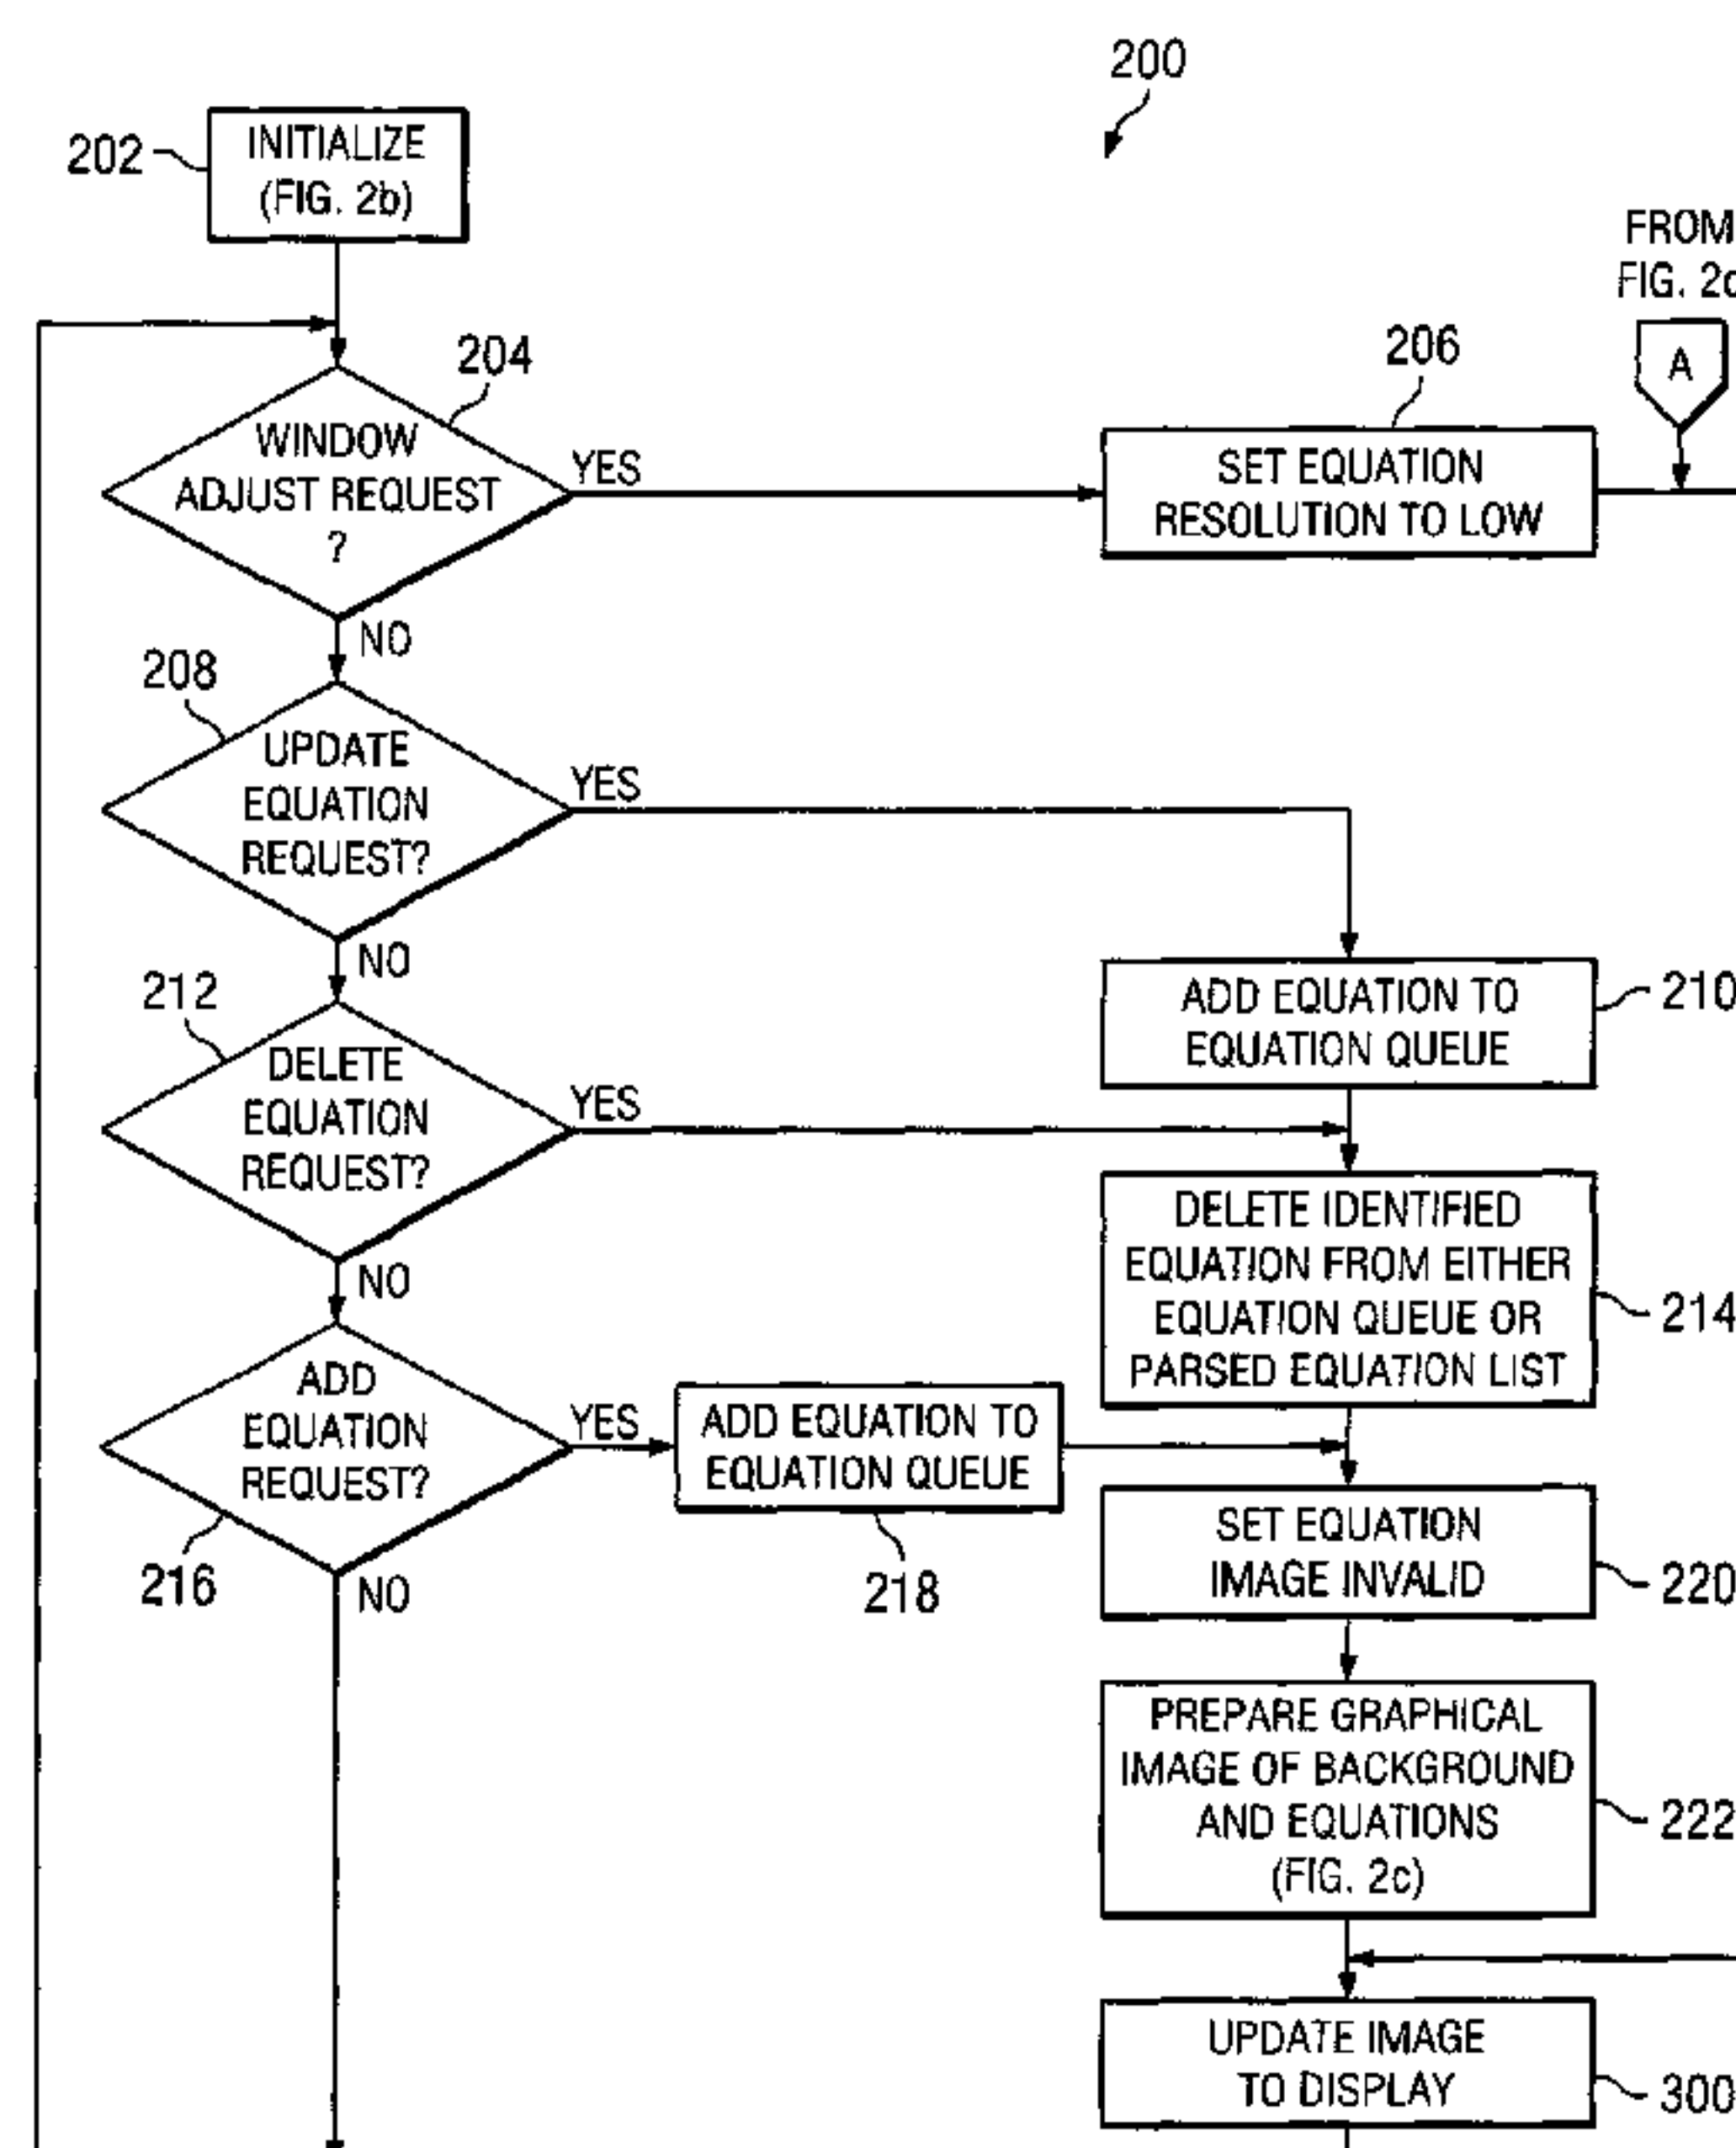 200
202
INITIALIZE
(FIG. 2b)
FROM
FIG.
A
204
WINDOW
ADJUST REQUEST
?
YES
NO
206
SET EQUATION
RESOLUTION TO LOW
208
UPDATE
EQUATION
REQUEST?
YES
NO
ADD EQUATION TO
EQUATION QUEUE
210
212
DELETE
EQUATION
REQUEST?
YES
NO
DELETE IDENTIFIED
EQUATION FROM EITHER
EQUATION QUEUE OR
PARSED EQUATION LIST
214
ADD
EQUATION
REQUEST?
216
YES
NO
ADD EQUATION TO
EQUATION QUEUE
218
SET EQUATION
IMAGE INVALID
220
PREPARE GRAPHICAL
IMAGE OF BACKGROUND
AND EQUATIONS
(FIG. 2c)
222
UPDATE IMAGE
TO DISPLAY
300